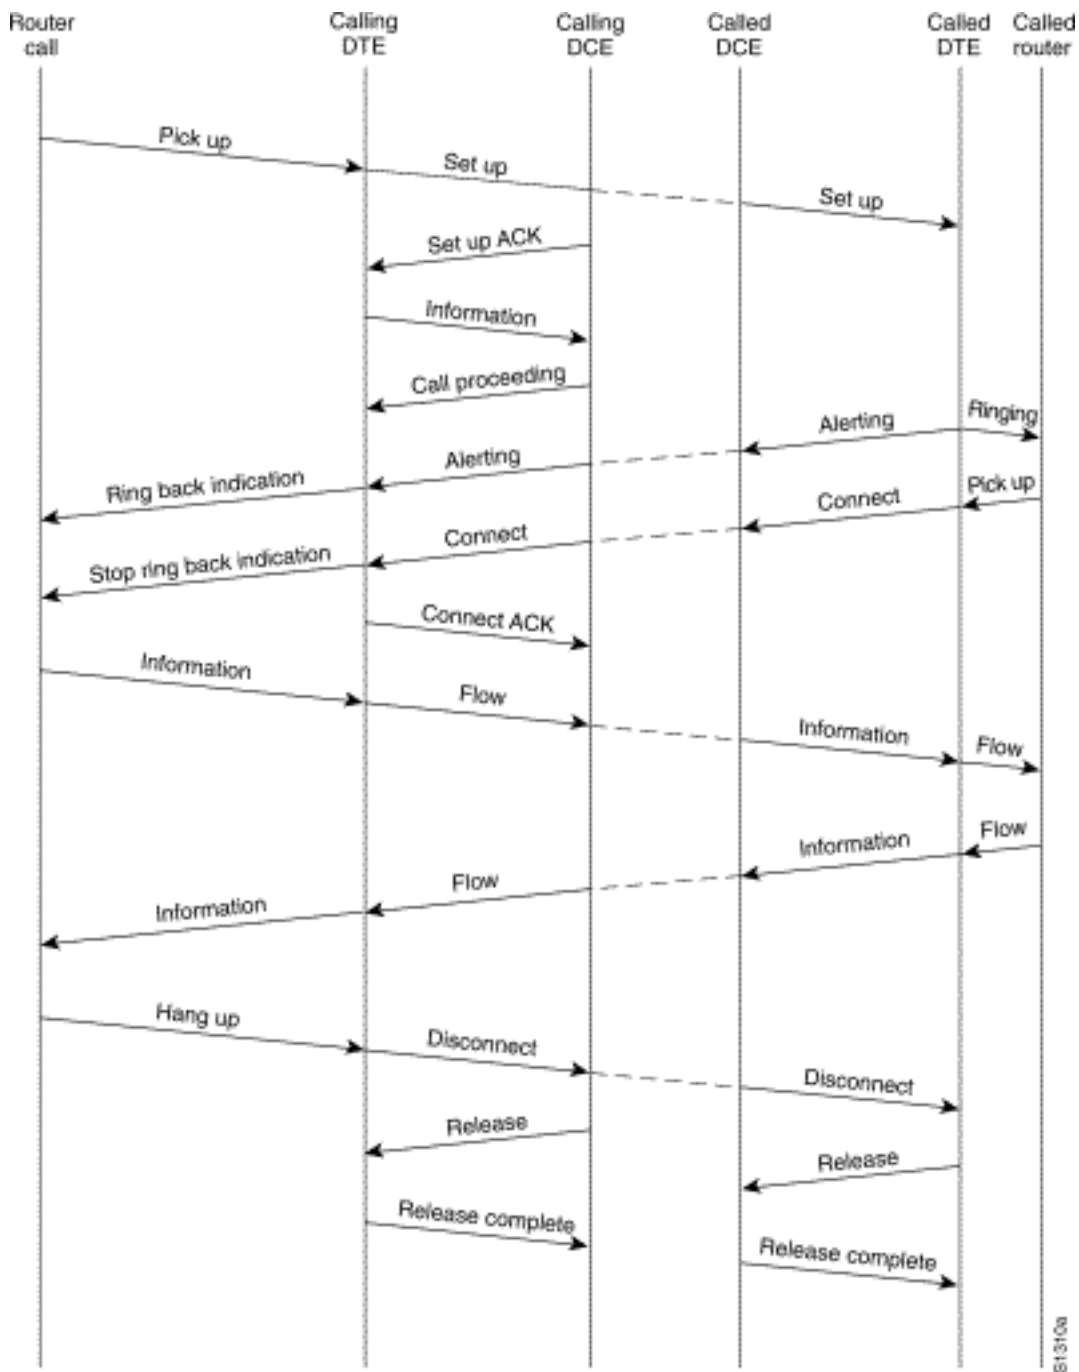 Router call
Calling DTE
Calling DCE
Called DCE
Called DTE
Called router
Pick up
Set up
Set up
Set up ACK
Information
Call proceeding
Ringing
Alerting
Alerting
Ring back indication
Pick up
Connect
Connect
Stop ring back indication
Connect ACK
Information
Flow
Information
Flow
Flow
Information
Flow
Information
Hang up
Disconnect
Disconnect
Release
Release
Release complete
Release complete
S1310a